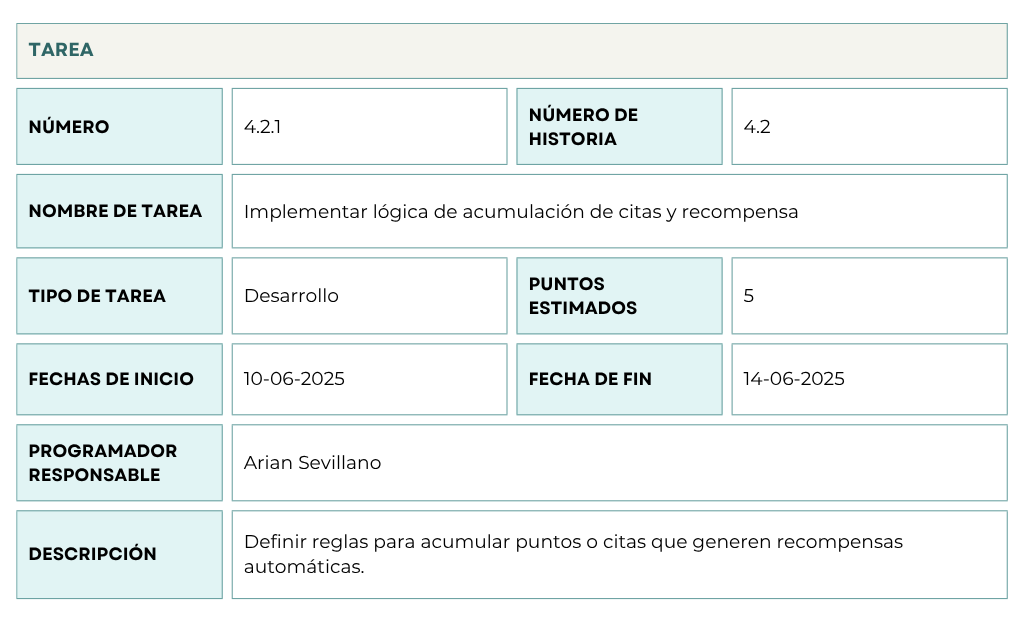 TAREA
NÚMERO
4.2.1
NÚMERO DE
HISTORIA
4.2
NOMBRE DE TAREA
Implementar lógica de acumulación de citas y recompensa
TIPO DE TAREA
Desarrollo
PUNTOS
ESTIMADOS
5
FECHAS DE INICIO
10-06-2025
FECHA DE FIN
14-06-2025
PROGRAMADOR
RESPONSABLE
Arian Sevillano
DESCRIPCIÓN
Definir reglas para acumular puntos o citas que generen recompensas
automáticas.